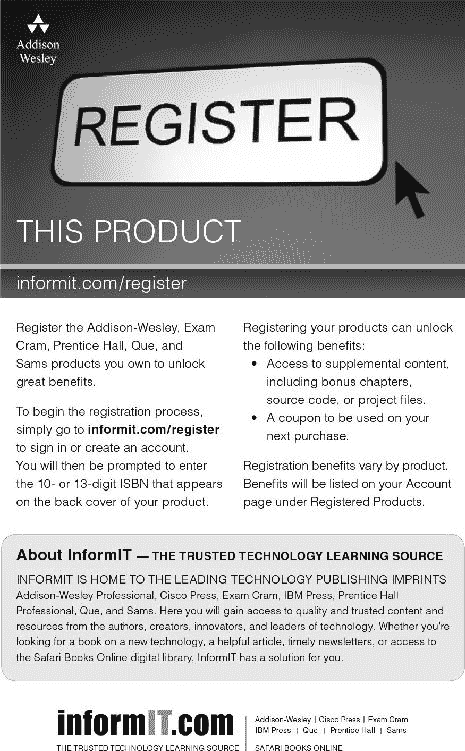 Addison
Wesley
REGISTER
THIS PRODUCT
informit.com/register
Register the Addison-Wesley, Exam
Cram, Prentice Hall, Que, and
Sams products you own to unlock
great benefits.
To begin the registration process,
simply go to informit.com/register
to sign in or create an account.
You will then be prompted to enter
the 10- or 13-digit ISBN that appears
on the back cover of your product.
Registering your products can unlock
the following benefits:
• Access to supplemental content,
including bonus chapters,
source code, or project files.
• A coupon to be used on your
next purchase.
Registration benefits vary by product.
Benefits will be listed on your Account
page under Registered Products.
About InformIT — THE TRUSTED TECHNOLOGY LEARNING SOURCE
INFORMIT IS HOME TO THE LEADING TECHNOLOGY PUBLISHING IMPRINTS
Addison-Wesley Professional, Cisco Press, Exam Cram, IBM Press, Prentice Hall
Professional, Que, and Sams. Here you will gain access to quality and trusted content and
resources from the authors, creators, innovators, and leaders of technology. Whether you're
looking for a book on a new technology, a helpful article, timely newsletters, or access to
the Safari Books Online digital library, InformIT has a solution for you.
informIT.com
THE TRUSTED TECHNOLOGY LEARNING SOURCE
Addison-Wesley | Cisco Press | Exam Cram
IBM Press | Que | Prentice Hall | Sams
SAFARI BOOKS ONLINE